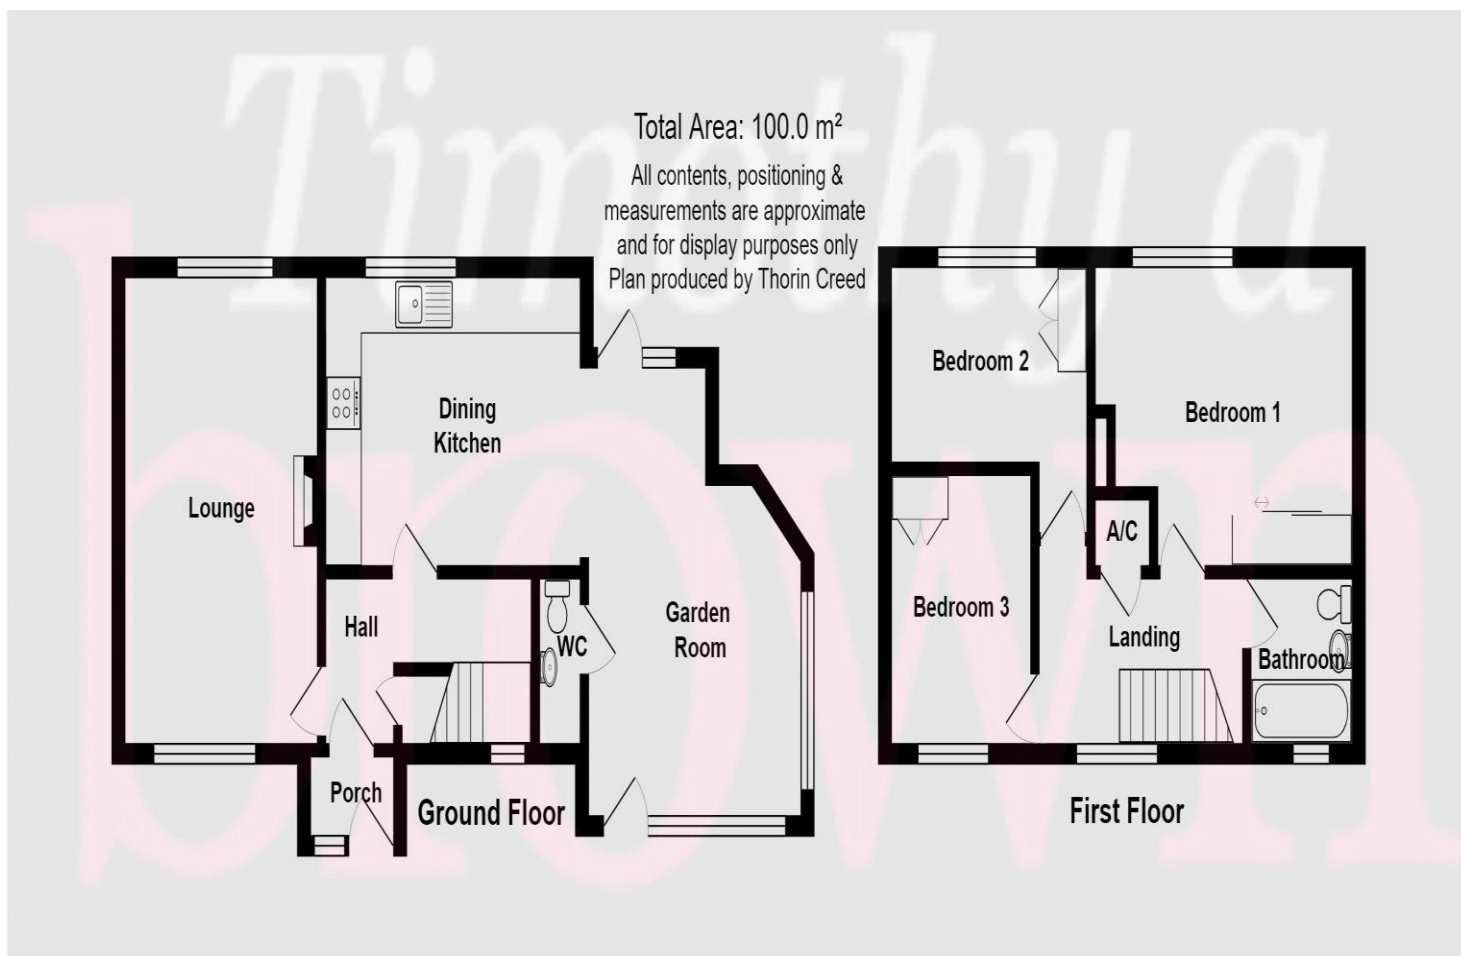 Timothy a
brown
Total Area: 100.0 m²
All contents, positioning &
measurements are approximate
and for display purposes only
Plan produced by Thorin Creed
Dining
Kitchen
Lounge
Hall
WC
Garden
Room
Porch
Ground Floor
Bedroom 2
Bedroom 1
A/C
Bedroom 3
Landing
Bathroom
First Floor